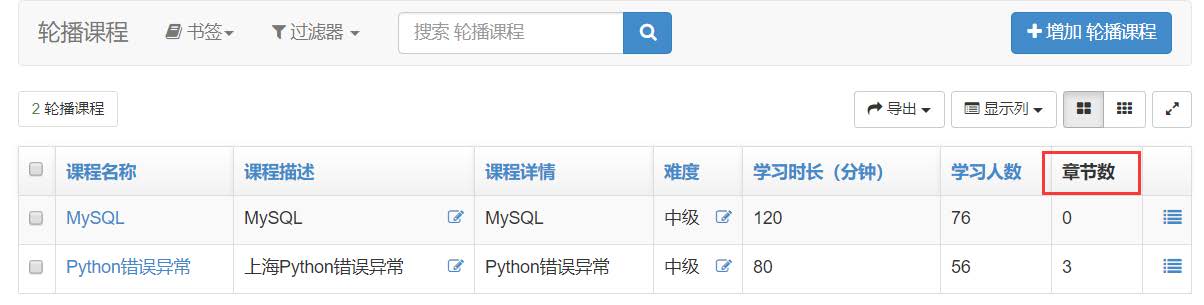 轮播课程 书签 过滤器 搜索 轮播课程 增加 轮播课程
2 轮播课程 导出 显示列
课程名称 课程描述 课程详情 难度 学习时长（分钟） 学习人数 章节数
MySQL MySQL MySQL 中级 120 76 0
Python错误异常 上海Python错误异常 Python错误异常 中级 80 56 3